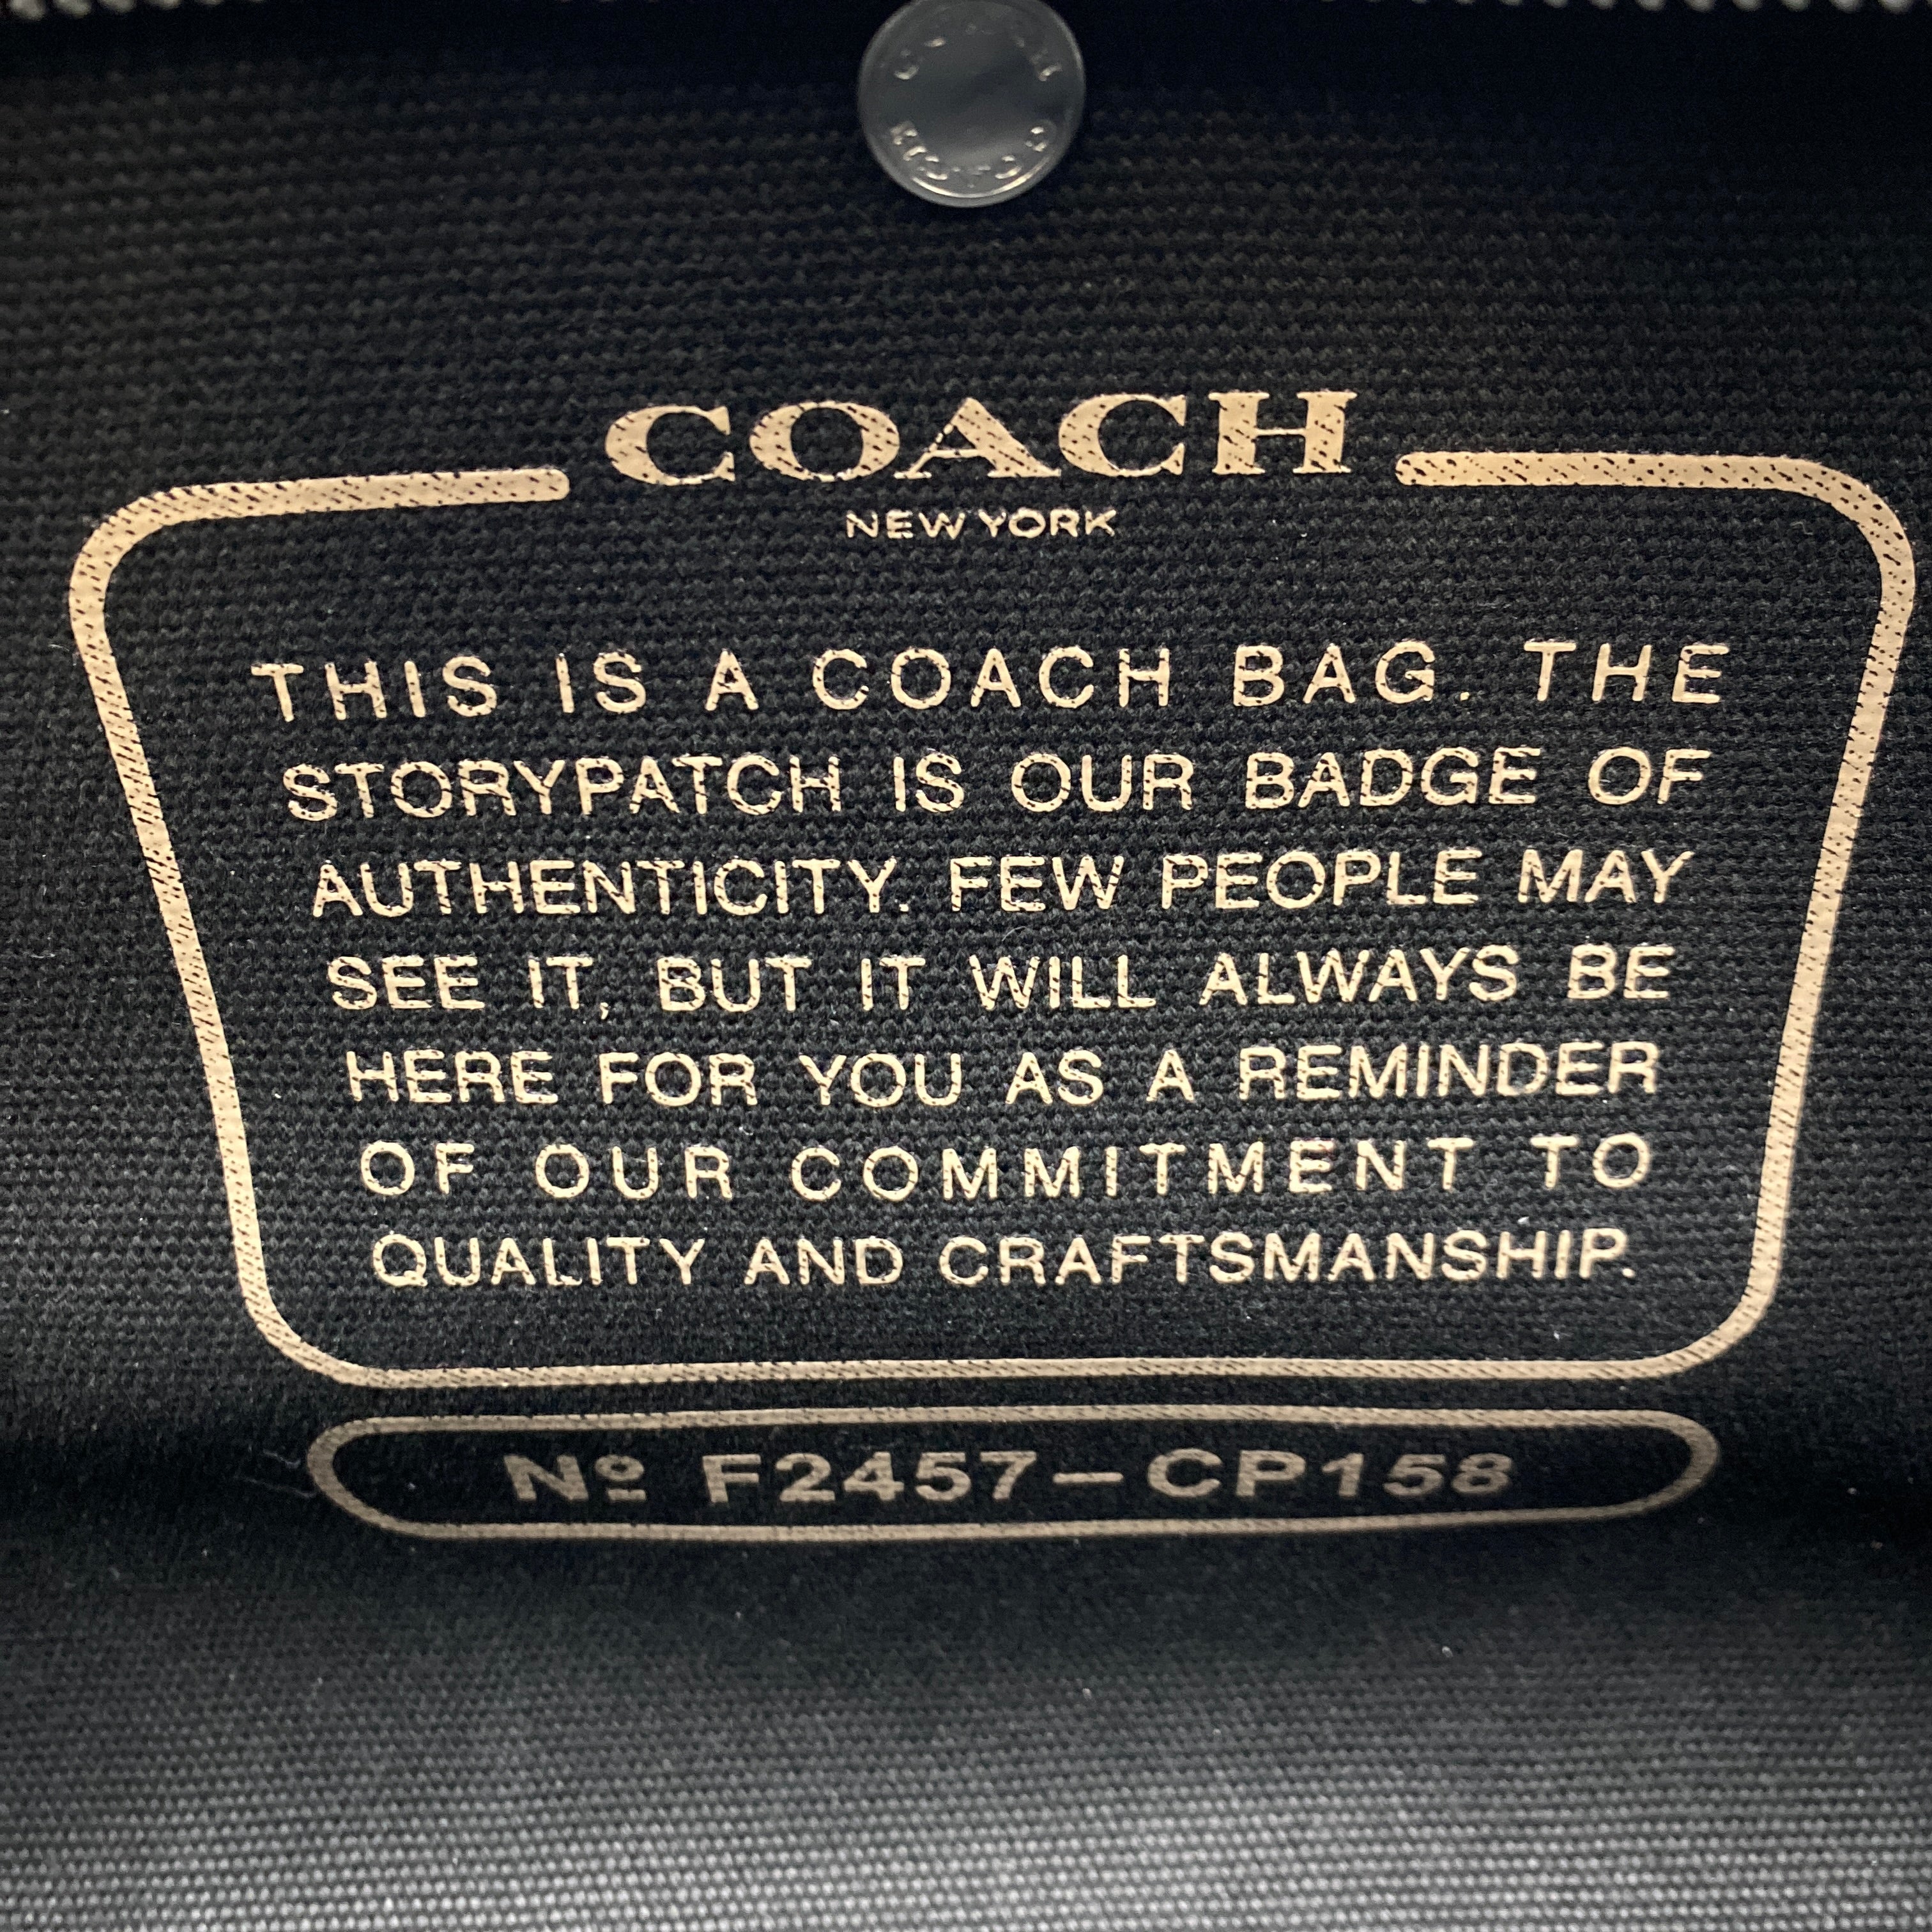 COACH
NEW YORK
THIS IS A COACH BAG. THE
STORYPATCH IS OUR BADGE OF
AUTHENTICITY. FEW PEOPLE MAY
SEE IT, BUT IT WILL ALWAYS BE
HERE FOR YOU AS A REMINDER
OF OUR COMMITMENT TO
QUALITY AND CRAFTSMANSHIP.
Nº F2457–CP158